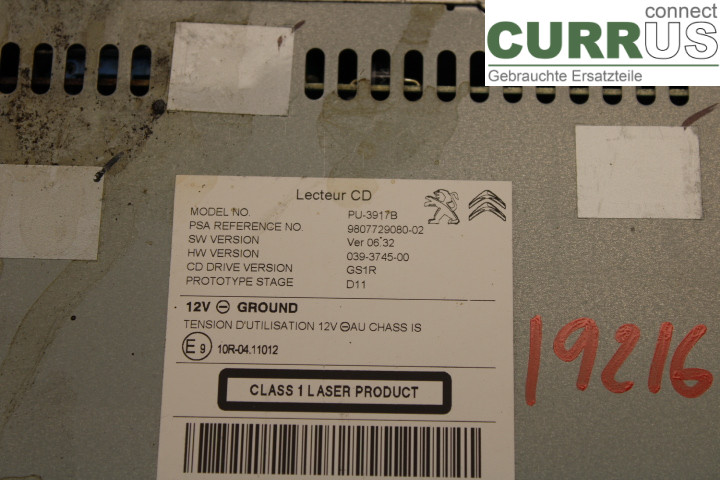 connect
CURRUS
Gebrauchte Ersatzteile
Lecteur CD
MODEL NO. PU-3917B
PSA REFERENCE NO. 9807729080-02
SW VERSION Ver 06.32
HW VERSION 039-3745-00
CD DRIVE VERSION GS1R
PROTOTYPE STAGE D11
12V ⊖ GROUND
TENSION D'UTILISATION 12V ⊖AU CHASS IS
E9 10R-04.11012
CLASS 1 LASER PRODUCT
19216